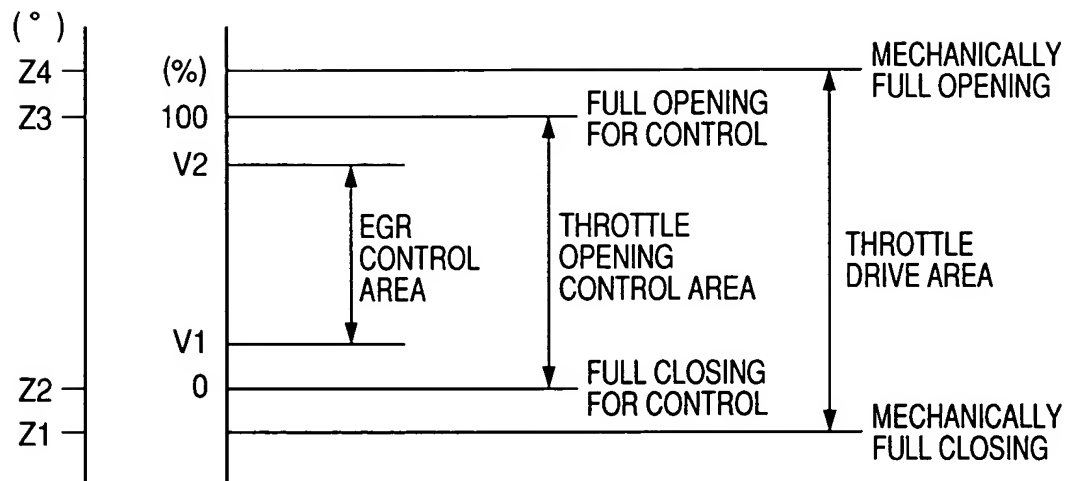 ( ° )
Z4
(%)
MECHANICALLY
FULL OPENING
Z3
100
FULL OPENING
FOR CONTROL
V2
EGR
CONTROL
AREA
THROTTLE
OPENING
CONTROL AREA
THROTTLE
DRIVE AREA
V1
Z2
0
FULL CLOSING
FOR CONTROL
Z1
MECHANICALLY
FULL CLOSING